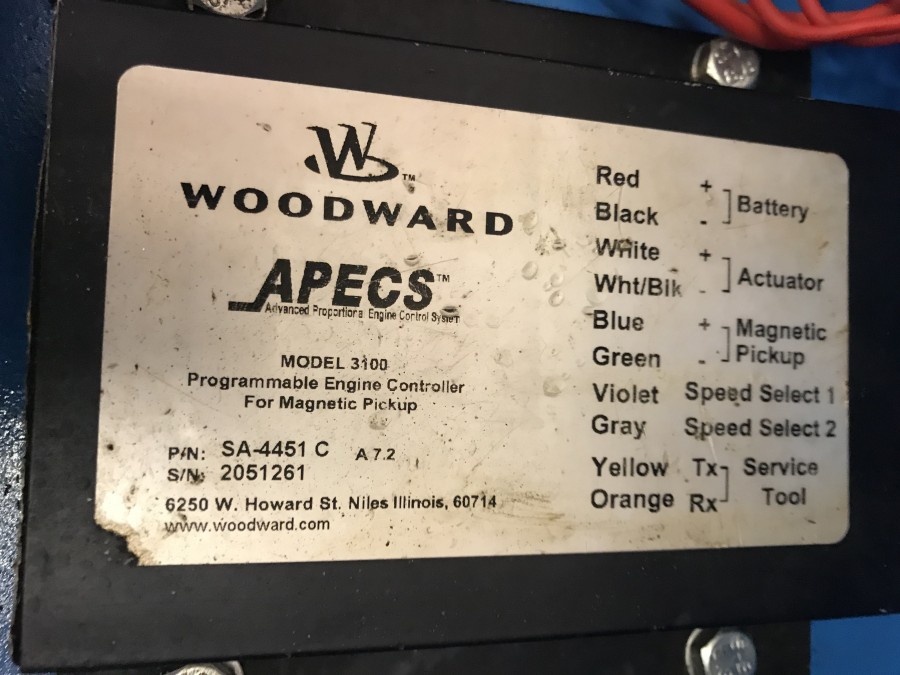 W™
WOODWARD
APECS™
Advanced Proportional Engine Control System
MODEL 3100
Programmable Engine Controller
For Magnetic Pickup
P/N: SA-4451 C A 7.2
S/N: 2051261
6250 W. Howard St. Niles Illinois, 60714
www.woodward.com
Red + Battery
Black -
White + Actuator
Wht/Blk -
Blue + Magnetic
Green - Pickup
Violet Speed Select 1
Gray Speed Select 2
Yellow Tx Service
Orange Rx Tool